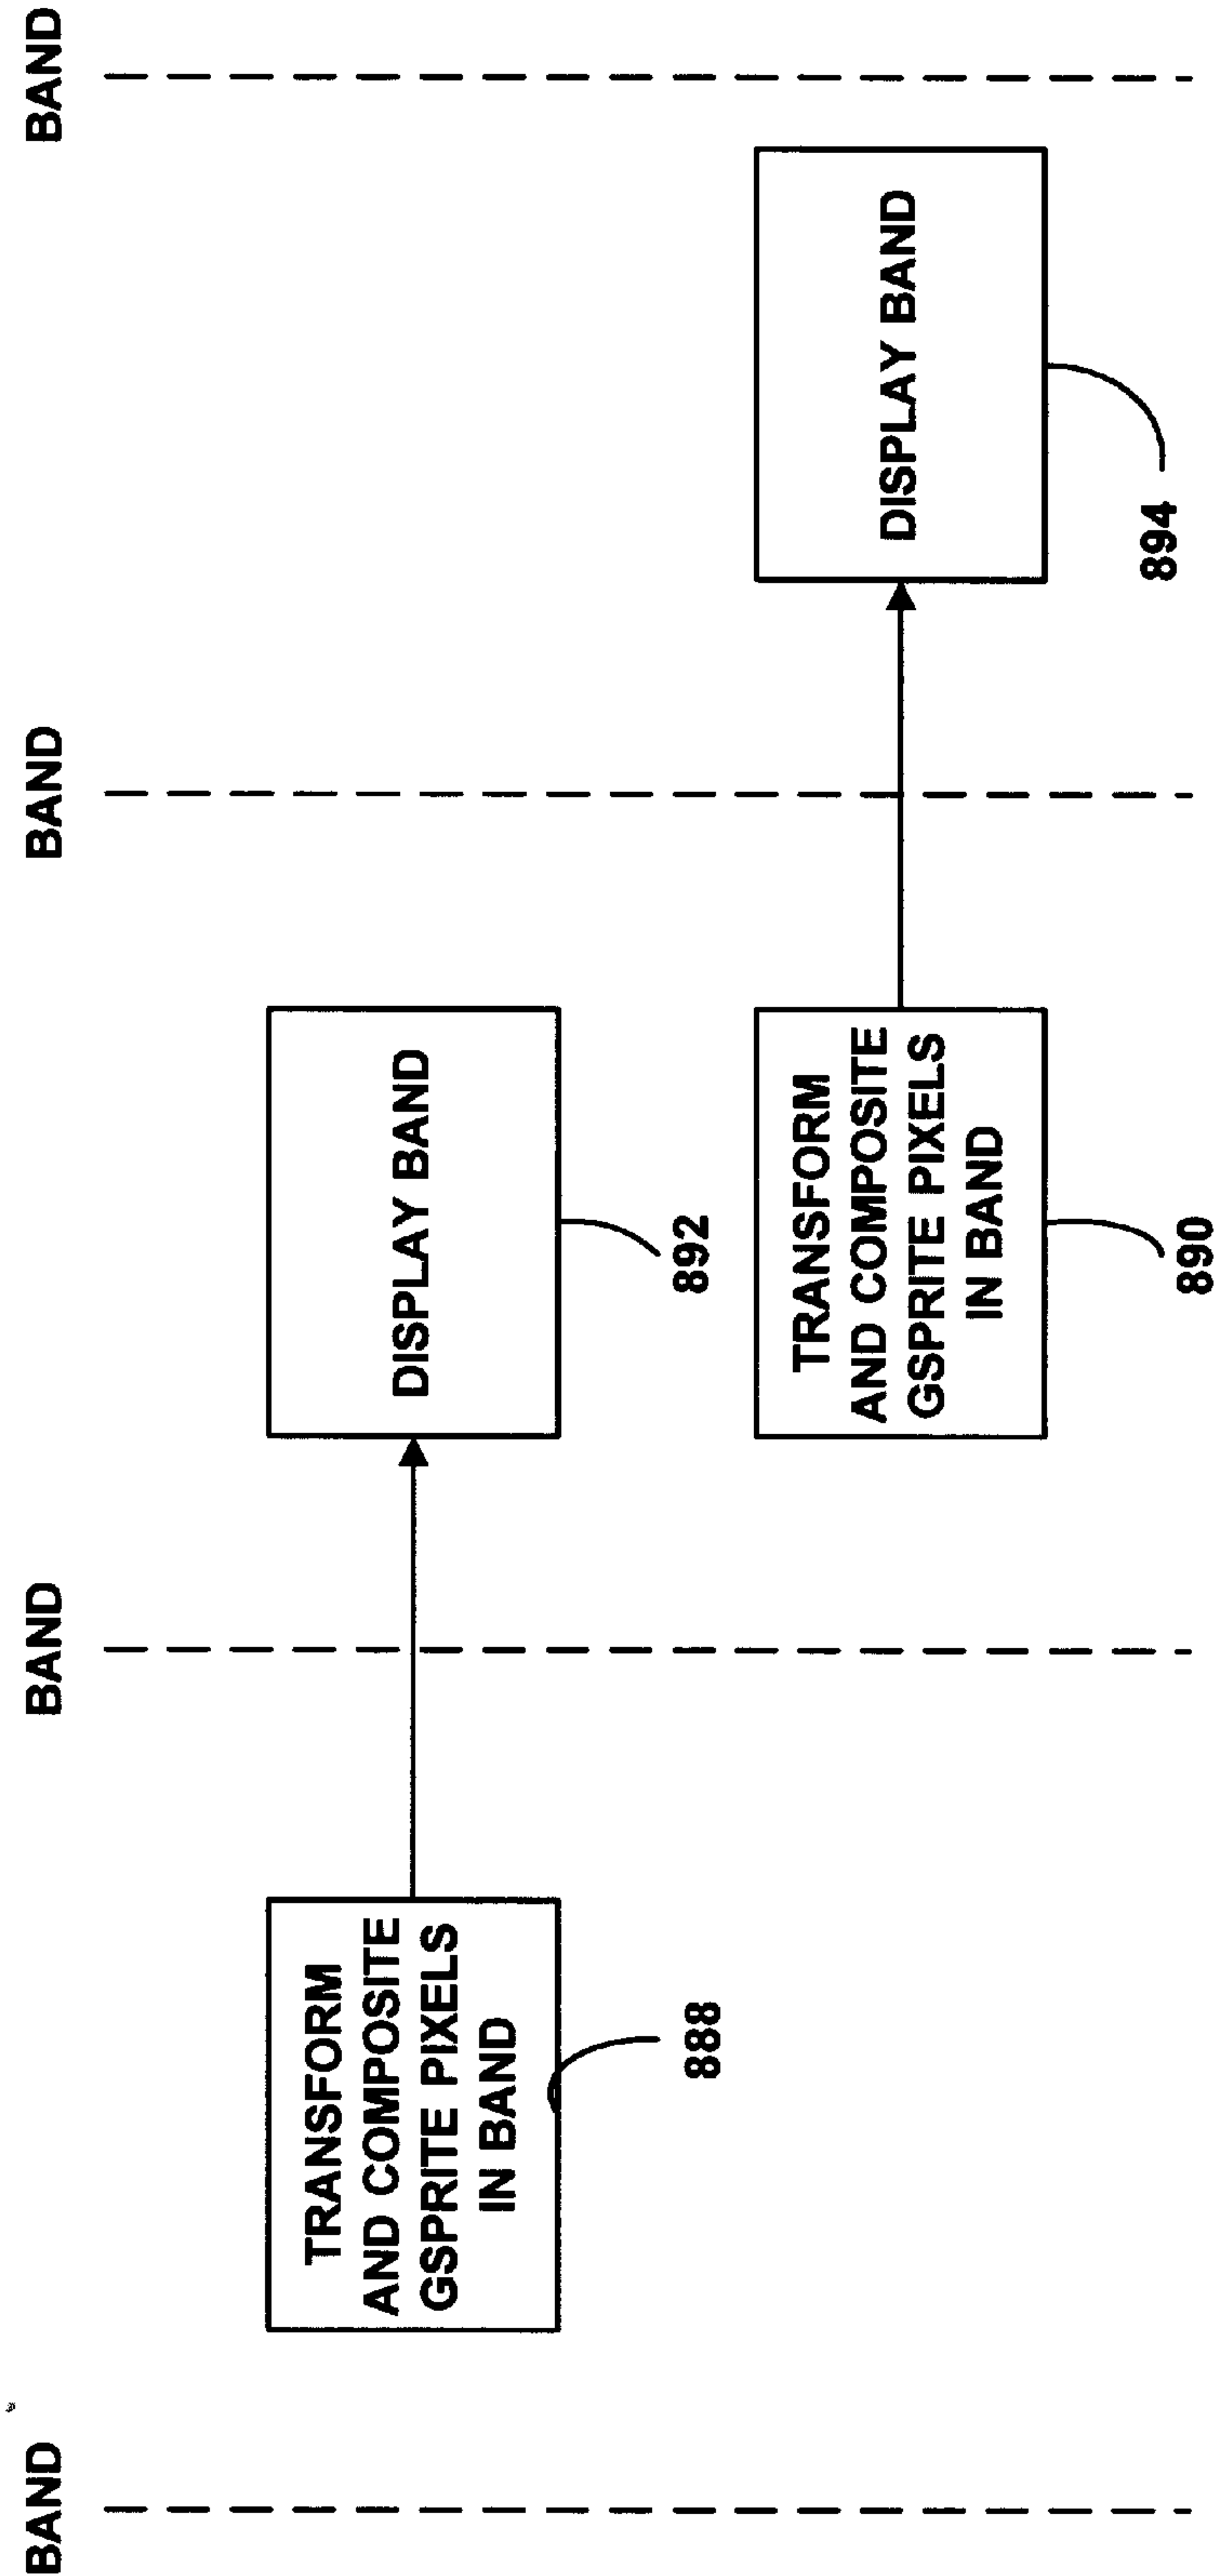 BAND
BAND
BAND
BAND
TRANSFORM
AND COMPOSITE
GSPRITE PIXELS
IN BAND
888
DISPLAY BAND
892
TRANSFORM
AND COMPOSITE
GSPRITE PIXELS
IN BAND
890
DISPLAY BAND
894